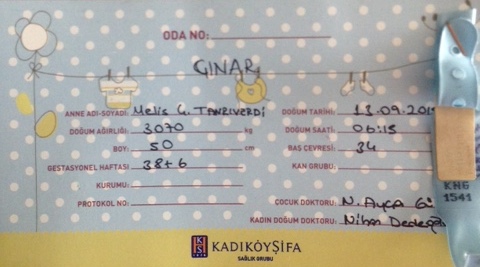 ODA NO:
ÇINAR
ANNE ADI-SOYADI: Melis G. TANRIVERDİ DOĞUM TARİHİ: 13.09.201
DOĞUM AĞIRLIĞI: 3070 kg DOĞUM SAATİ: 06:15
BOY: 50 cm BAŞ ÇEVRESİ: 34
GESTASYONEL HAFTASI: 38+6 KAN GRUBU:
KURUMU:
PROTOKOL NO: ÇOCUK DOKTORU: N. Ayça
KADIN DOĞUM DOKTORU: Nihan
KNG
1541
KADIKÖYŞİFA
SAĞLIK GRUBU